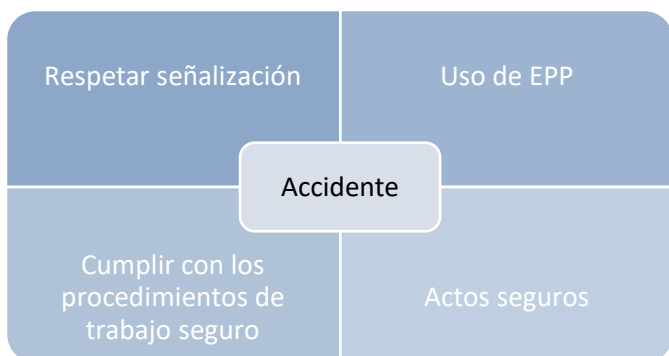 Respetar señalización
Uso de EPP
Accidente
Cumplir con los
procedimientos de
trabajo seguro
Actos seguros